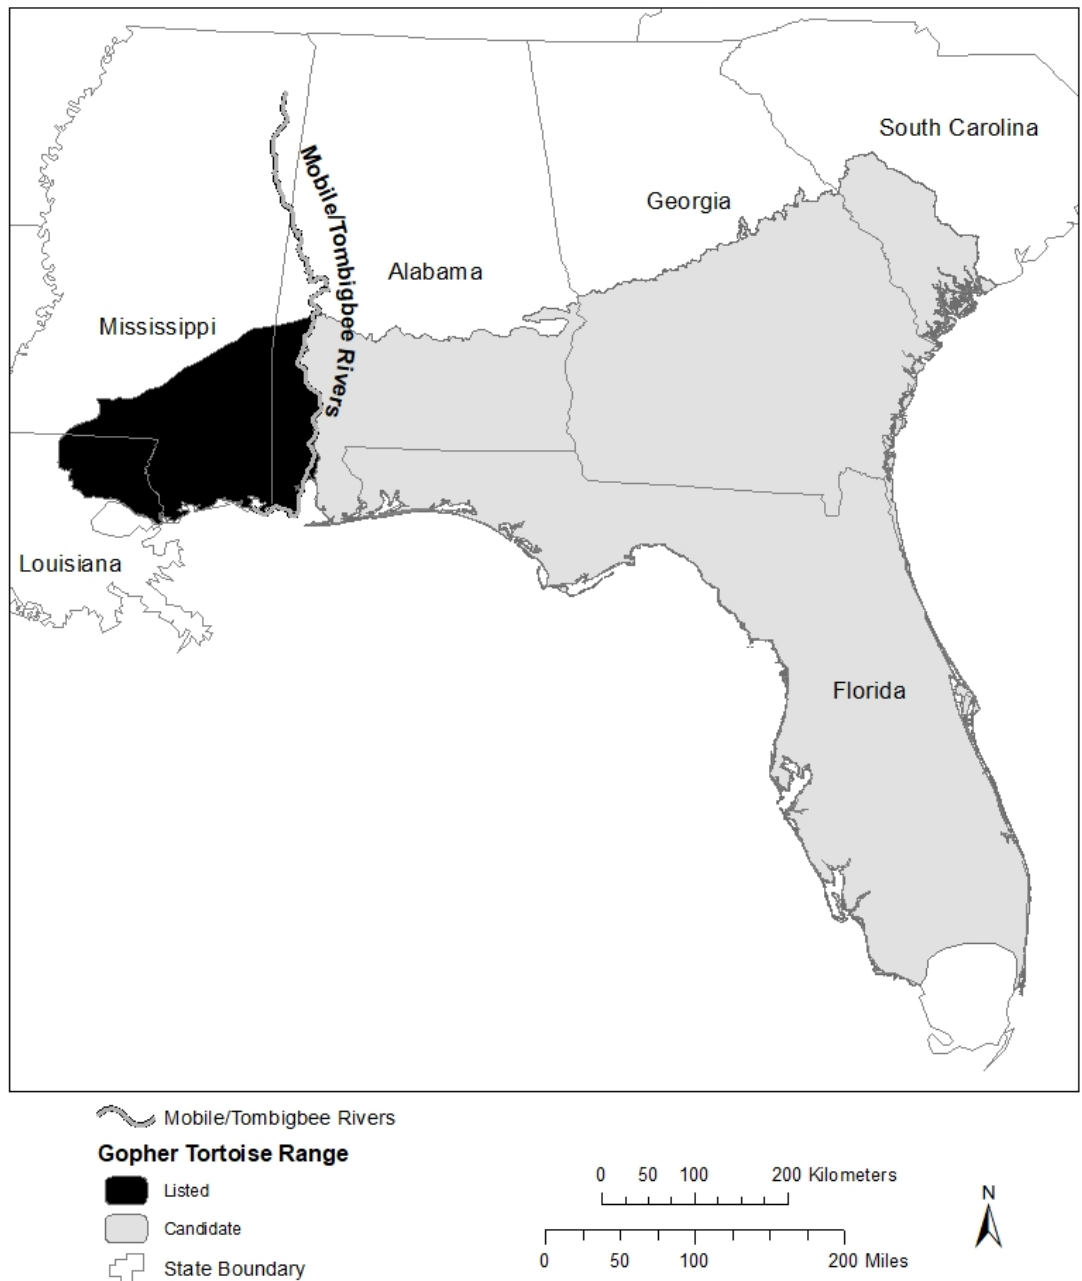 South Carolina
Georgia
Mobile/Tombigbee Rivers
Alabama
Mississippi
Louisiana
Florida
Mobile/Tombigbee Rivers
Gopher Tortoise Range
Listed
Candidate
State Boundary
0 50 100 200 Kilometers
0 50 100 200 Miles
N